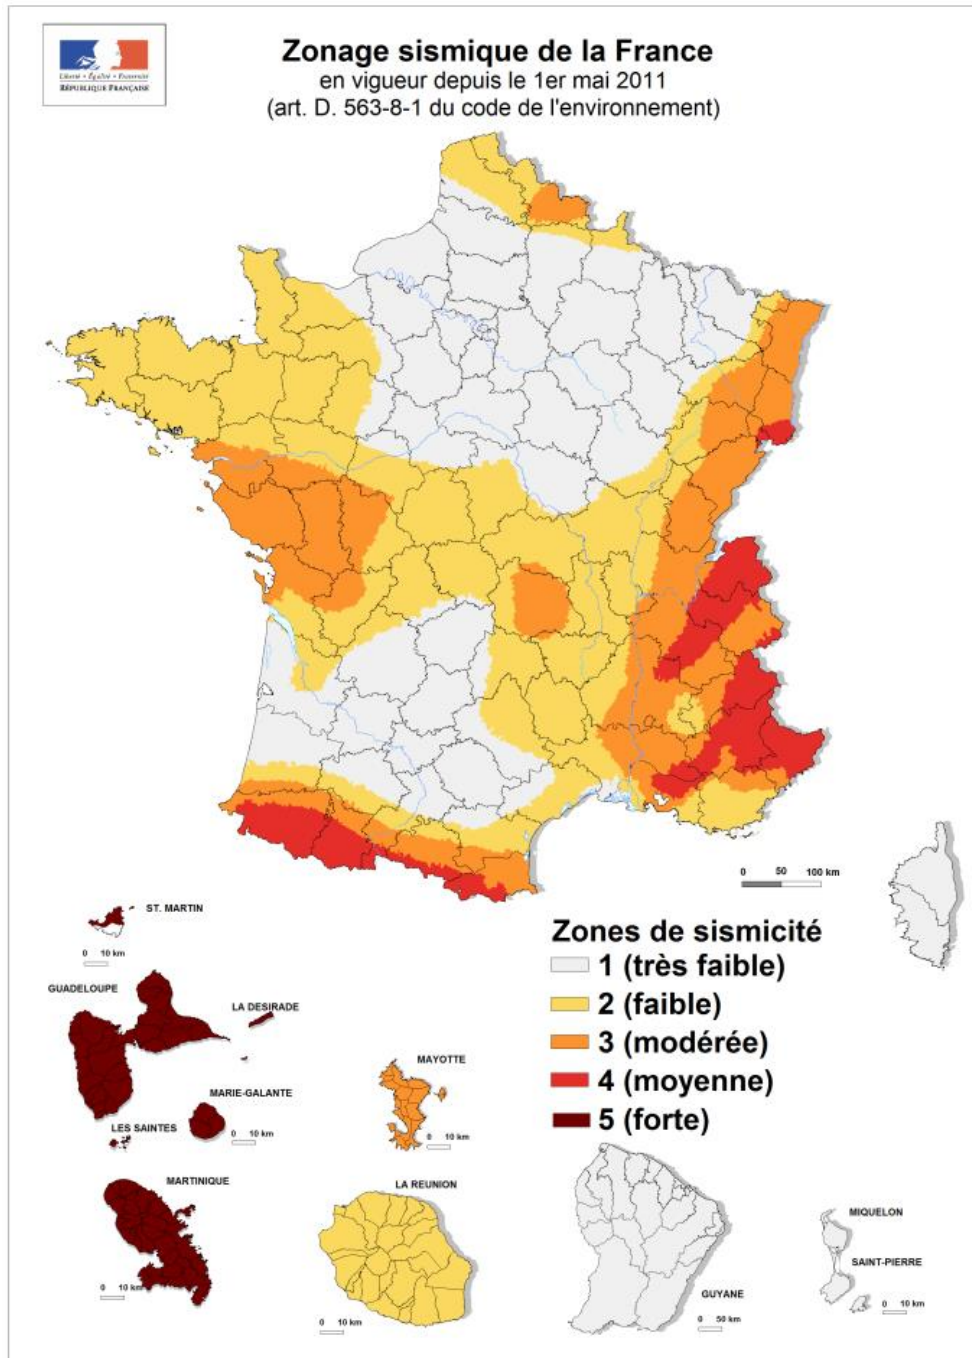 Zonage sismique de la France
en vigueur depuis le 1er mai 2011
(art. D. 563-8-1 du code de l'environnement)
Liberté • Égalité • Fraternité
RÉPUBLIQUE FRANÇAISE
0 50 100 km
ST. MARTIN
0 10 km
GUADELOUPE
LA DESIRADE
MARIE-GALANTE
0 10 km
LES SAINTES
MAYOTTE
0 10 km
Zones de sismicité
1 (très faible)
2 (faible)
3 (modérée)
4 (moyenne)
5 (forte)
MARTINIQUE
0 10 km
LA REUNION
0 10 km
GUYANE
0 50 km
MIQUELON
SAINT-PIERRE
0 10 km